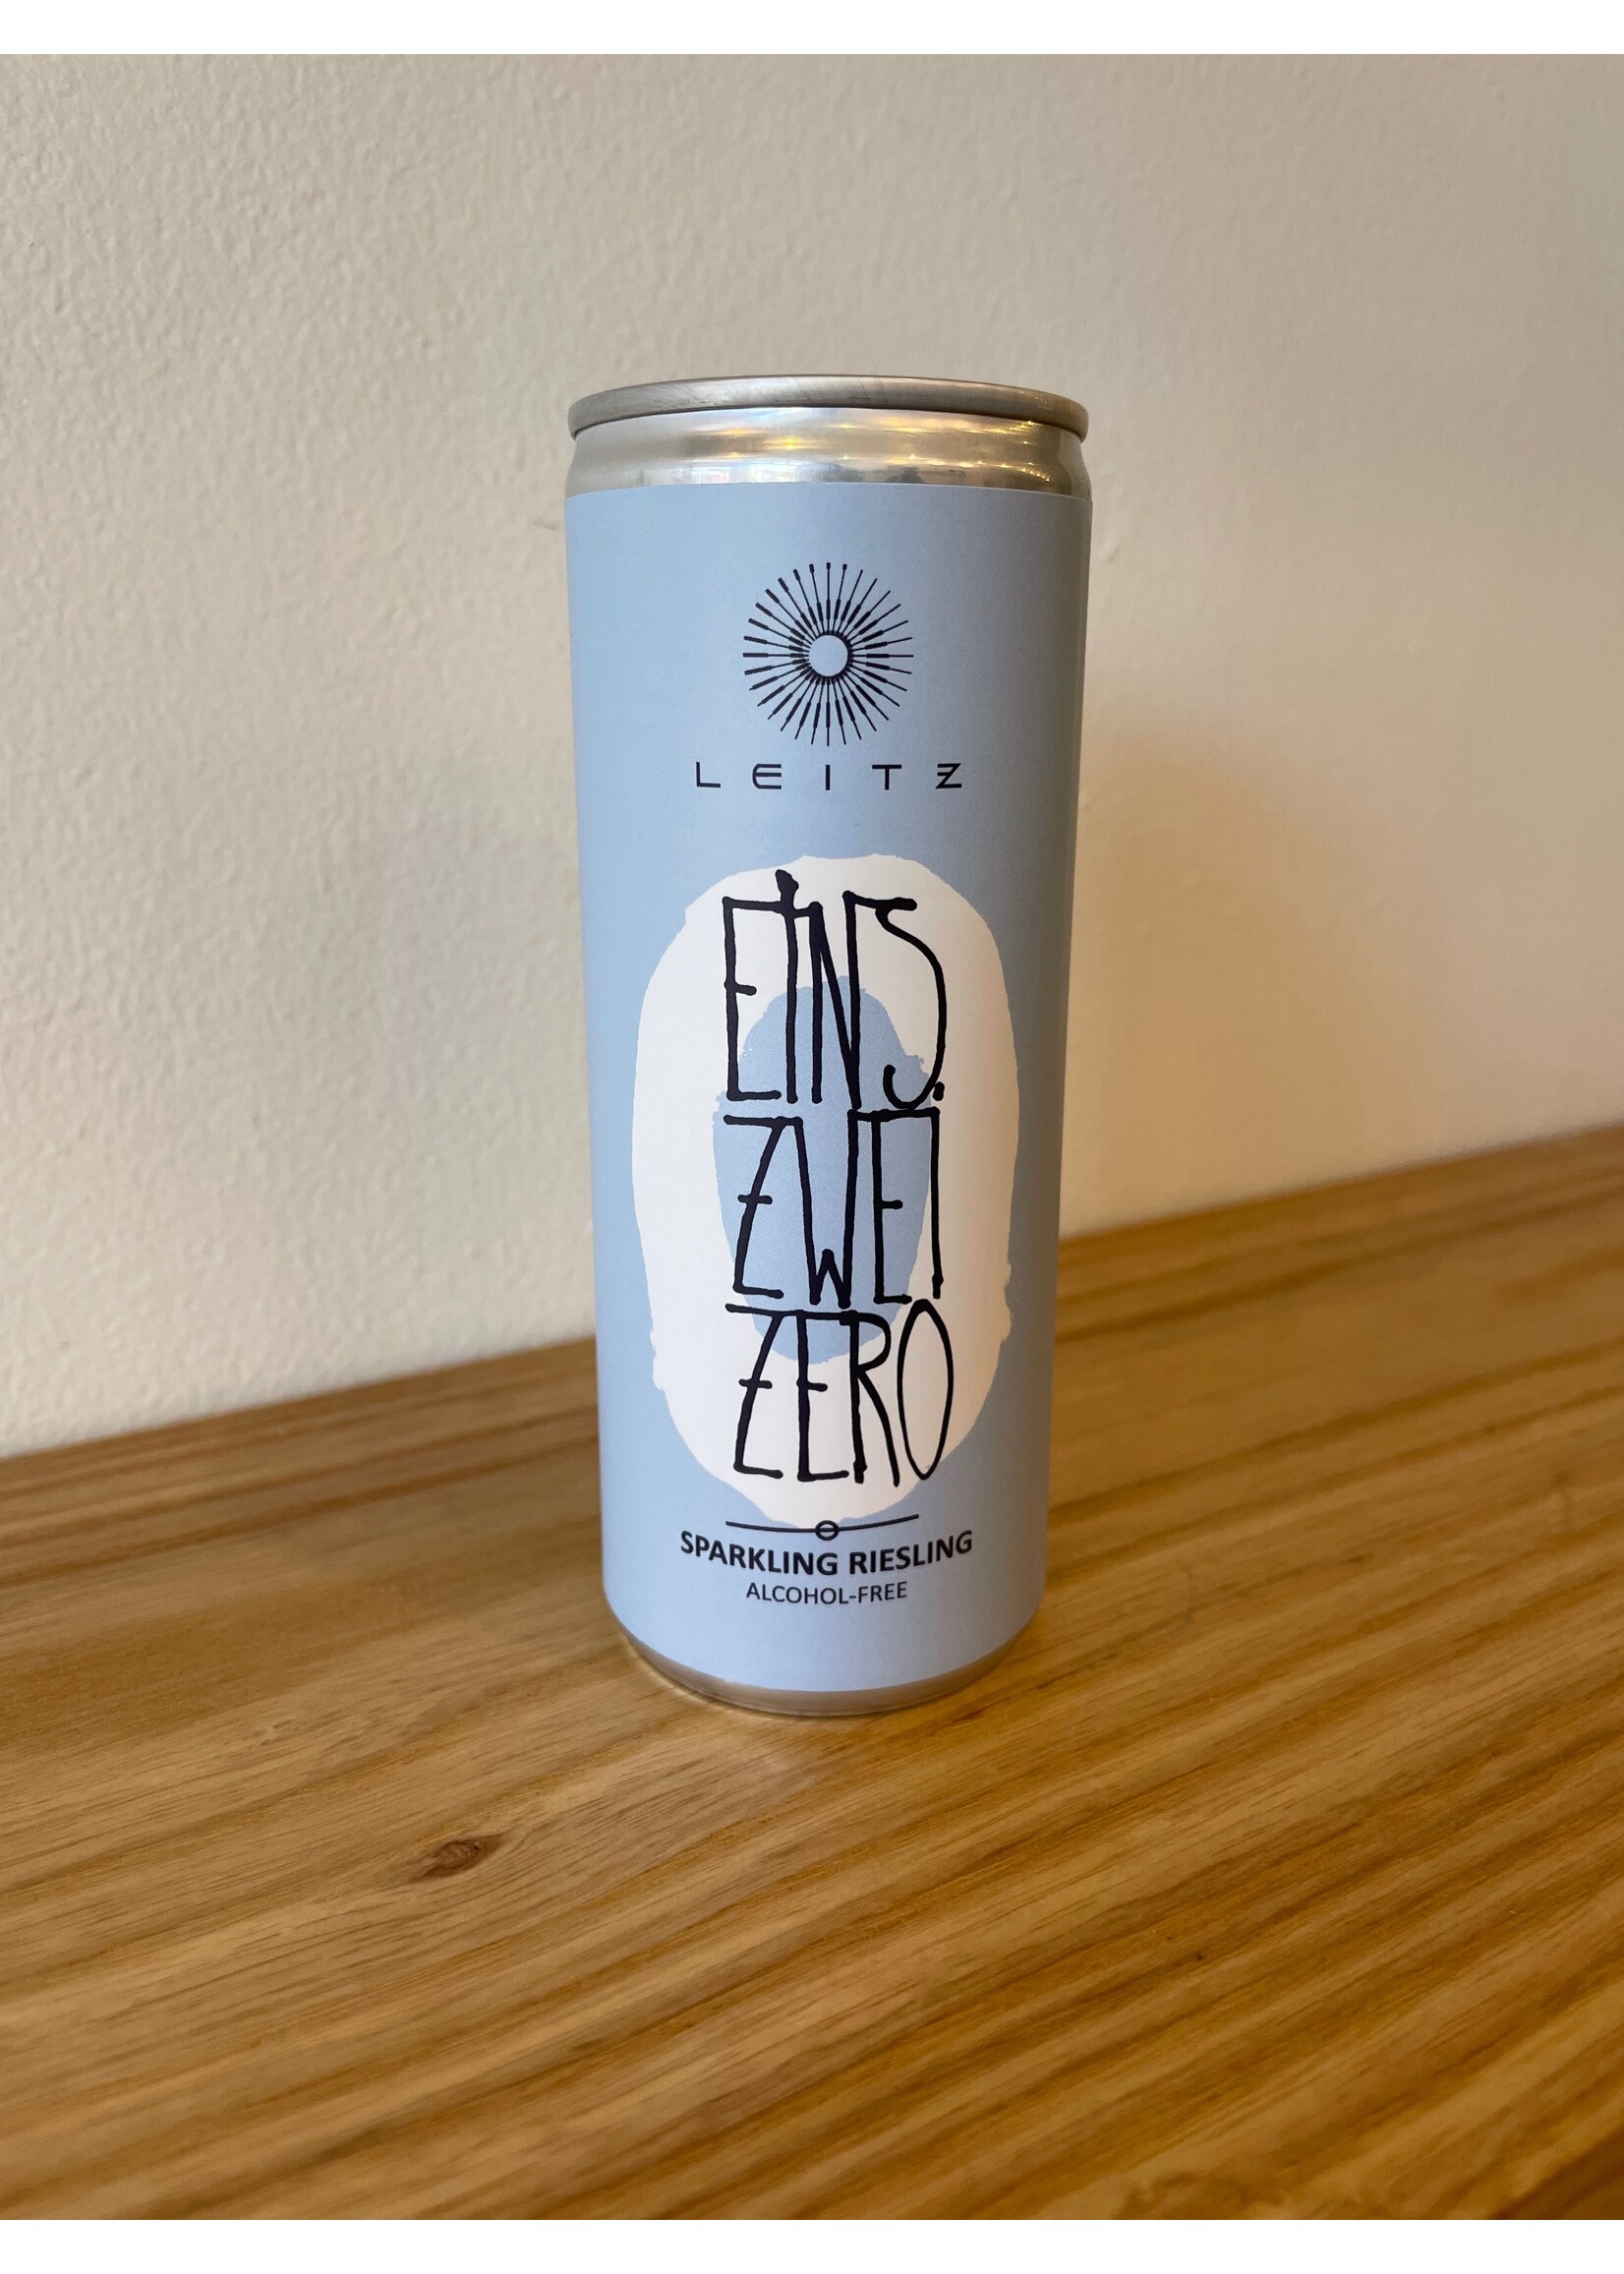 LEITZ
EINS
ZWEI
ZERO
SPARKLING RIESLING
ALCOHOL-FREE